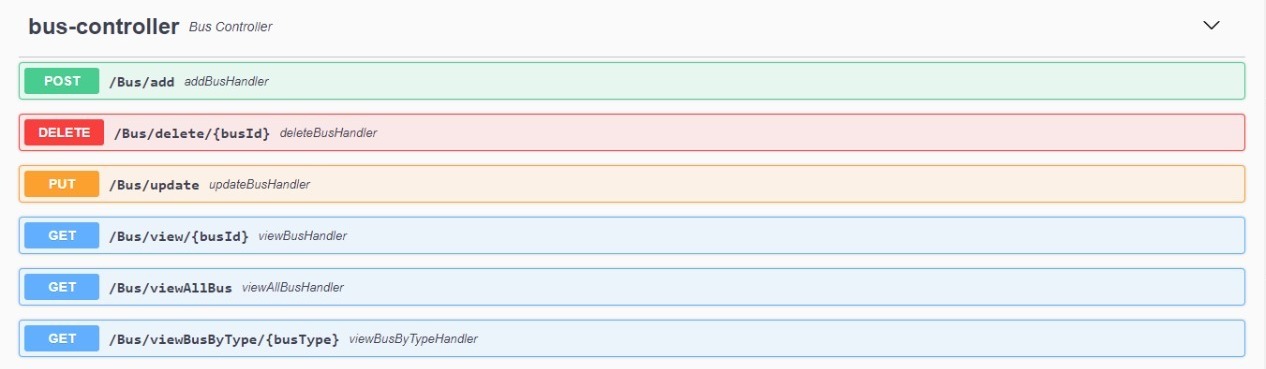 bus-controller Bus Controller
POST /Bus/add addBusHandler
DELETE /Bus/delete/{busId} deleteBusHandler
PUT /Bus/update updateBusHandler
GET /Bus/view/{busId} viewBusHandler
GET /Bus/viewAllBus viewAllBusHandler
GET /Bus/viewBusByType/{busType} viewBusByTypeHandler